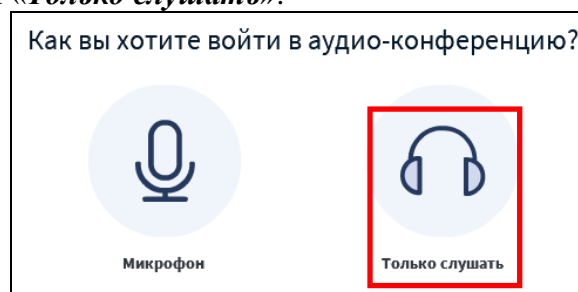 «Только слушать»:
Как вы хотите войти в аудио-конференцию?
Микрофон
Только слушать